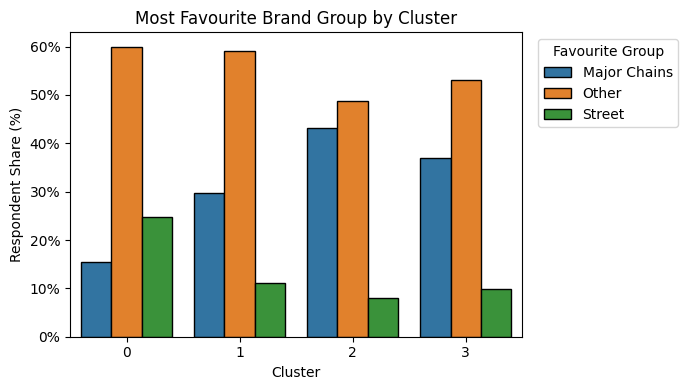 Most Favourite Brand Group by Cluster
Respondent Share (%)
60%
50%
40%
30%
20%
10%
0%
0 1 2 3
Cluster
Favourite Group
Major Chains
Other
Street